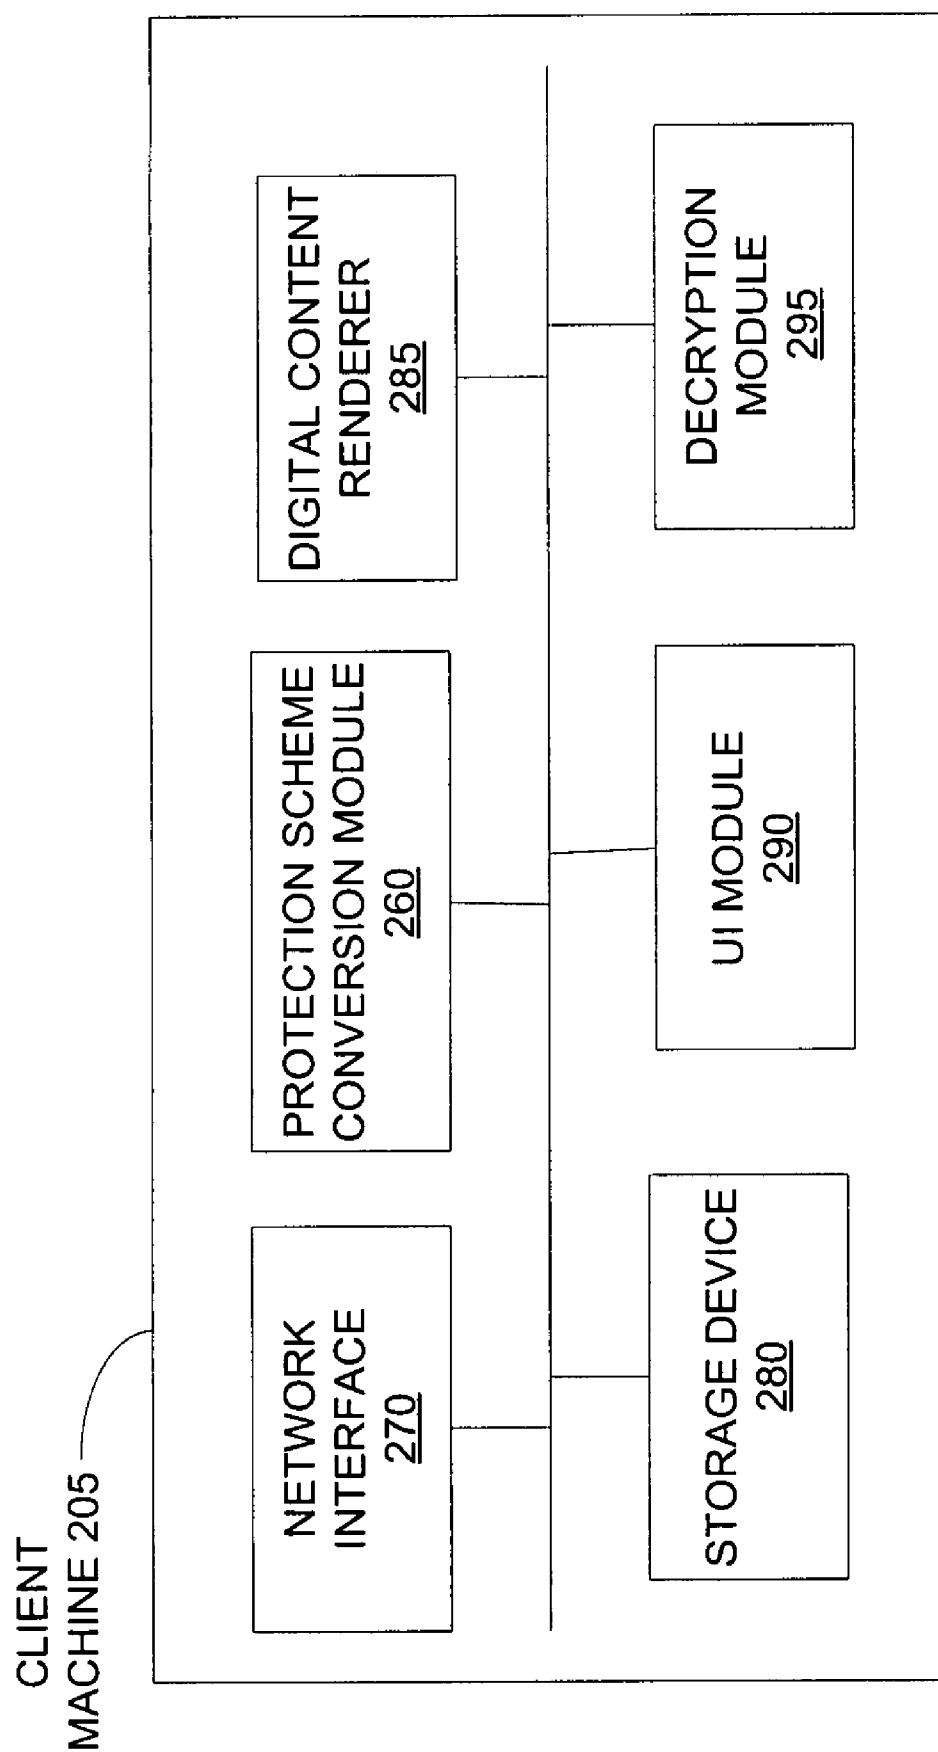 CLIENT
MACHINE 205
NETWORK
INTERFACE
270
PROTECTION SCHEME
CONVERSION MODULE
260
DIGITAL CONTENT
RENDERER
285
STORAGE DEVICE
280
UI MODULE
290
DECRYPTION
MODULE
295